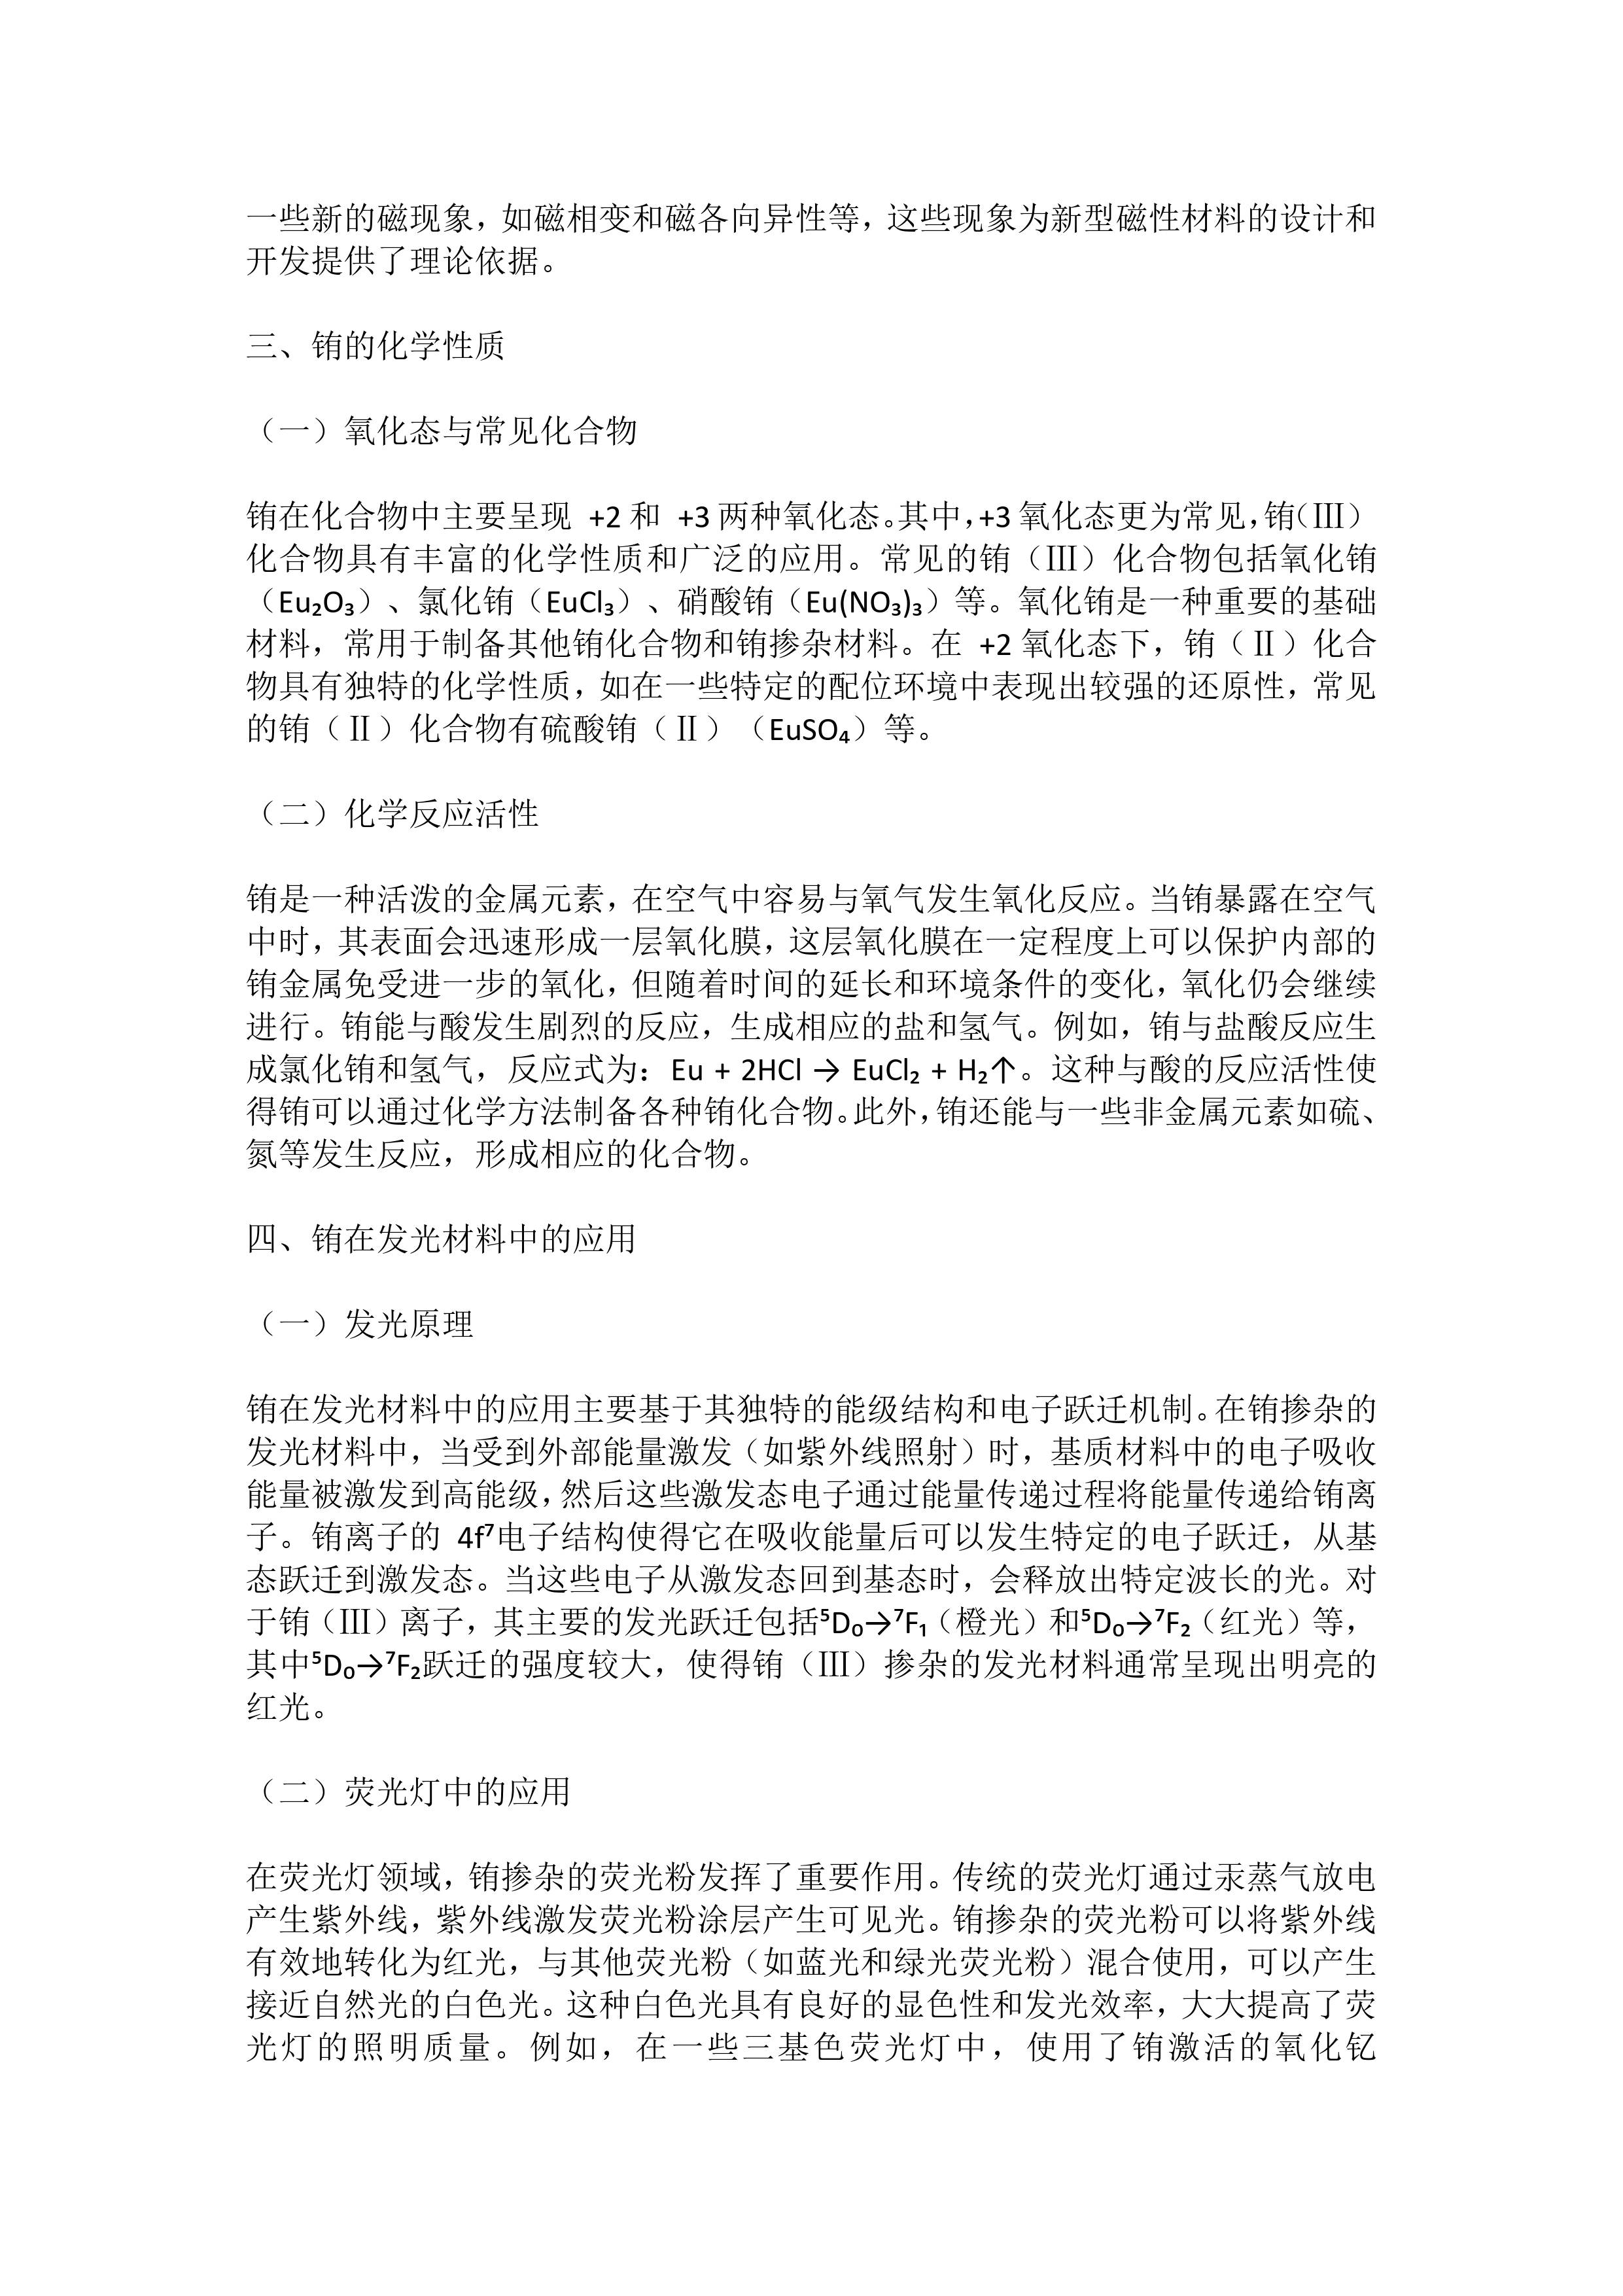 一些新的磁现象，如磁相变和磁各向异性等，这些现象为新型磁性材料的设计和
开发提供了理论依据。
三、铕的化学性质
（一）氧化态与常见化合物
铕在化合物中主要呈现 +2 和 +3 两种氧化态。其中，+3 氧化态更为常见，铕（Ⅲ）
化合物具有丰富的化学性质和广泛的应用。常见的铕（Ⅲ）化合物包括氧化铕
（Eu₂O₃）、氯化铕（EuCl₃）、硝酸铕（Eu(NO₃)₃）等。氧化铕是一种重要的基础
材料，常用于制备其他铕化合物和铕掺杂材料。在 +2 氧化态下，铕（Ⅱ）化合
物具有独特的化学性质，如在一些特定的配位环境中表现出较强的还原性，常见
的铕（Ⅱ）化合物有硫酸铕（Ⅱ）（EuSO₄）等。
（二）化学反应活性
铕是一种活泼的金属元素，在空气中容易与氧气发生氧化反应。当铕暴露在空气
中时，其表面会迅速形成一层氧化膜，这层氧化膜在一定程度上可以保护内部的
铕金属免受进一步的氧化，但随着时间的延长和环境条件的变化，氧化仍会继续
进行。铕能与酸发生剧烈的反应，生成相应的盐和氢气。例如，铕与盐酸反应生
成氯化铕和氢气，反应式为：Eu + 2HCl → EuCl₂ + H₂↑。这种与酸的反应活性使
得铕可以通过化学方法制备各种铕化合物。此外，铕还能与一些非金属元素如硫、
氮等发生反应，形成相应的化合物。
四、铕在发光材料中的应用
（一）发光原理
铕在发光材料中的应用主要基于其独特的能级结构和电子跃迁机制。在铕掺杂的
发光材料中，当受到外部能量激发（如紫外线照射）时，基质材料中的电子吸收
能量被激发到高能级，然后这些激发态电子通过能量传递过程将能量传递给铕离
子。铕离子的 4f⁷电子结构使得它在吸收能量后可以发生特定的电子跃迁，从基
态跃迁到激发态。当这些电子从激发态回到基态时，会释放出特定波长的光。对
于铕（Ⅲ）离子，其主要的发光跃迁包括⁵D₀→⁷F₁（橙光）和⁵D₀→⁷F₂（红光）等，
其中⁵D₀→⁷F₂跃迁的强度较大，使得铕（Ⅲ）掺杂的发光材料通常呈现出明亮的
红光。
（二）荧光灯中的应用
在荧光灯领域，铕掺杂的荧光粉发挥了重要作用。传统的荧光灯通过汞蒸气放电
产生紫外线，紫外线激发荧光粉涂层产生可见光。铕掺杂的荧光粉可以将紫外线
有效地转化为红光，与其他荧光粉（如蓝光和绿光荧光粉）混合使用，可以产生
接近自然光的白色光。这种白色光具有良好的显色性和发光效率，大大提高了荧
光灯的照明质量。例如，在一些三基色荧光灯中，使用了铕激活的氧化钇